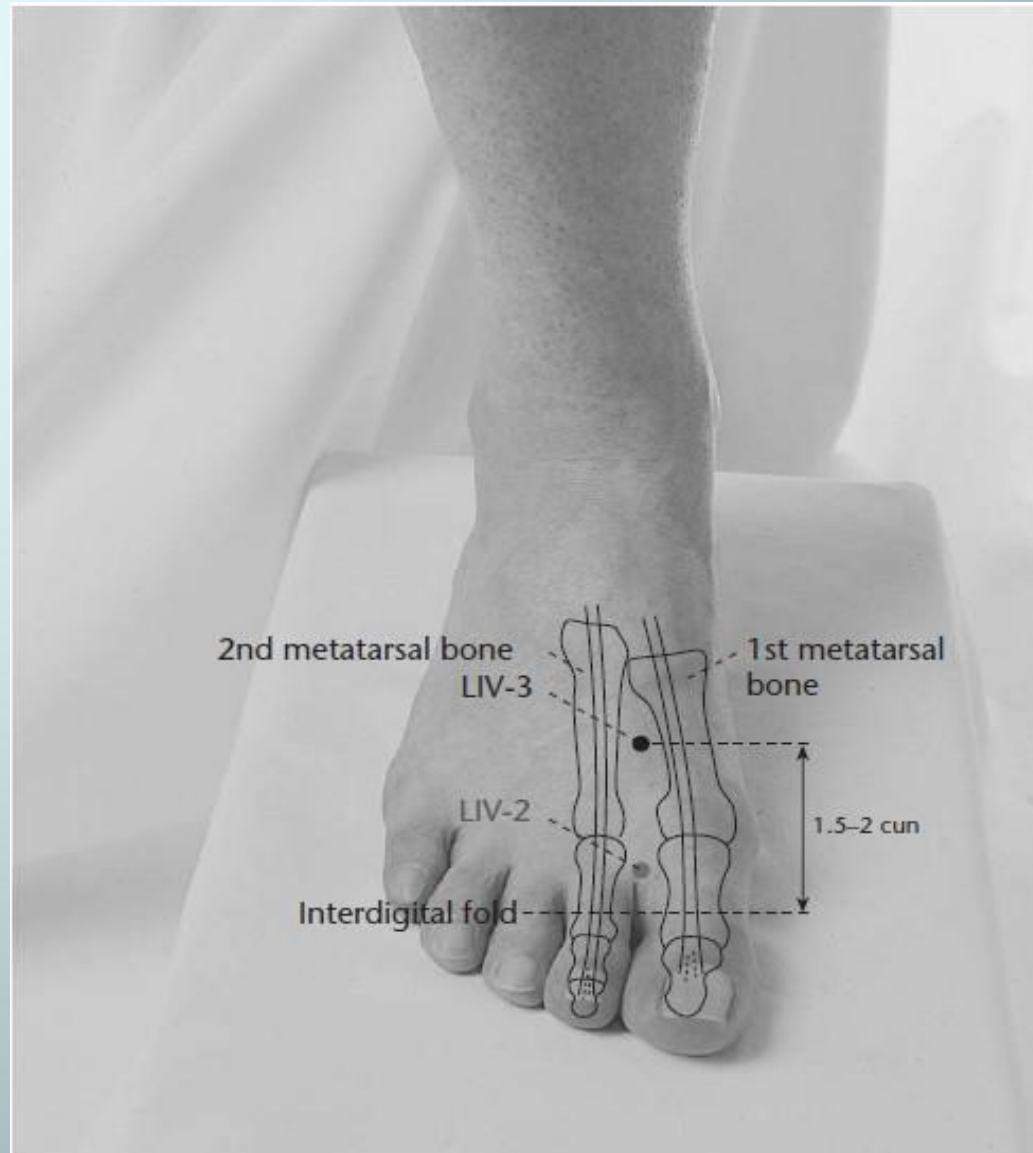 2nd metatarsal bone
LIV-3
1st metatarsal
bone
LIV-2
1.5–2 cun
Interdigital fold